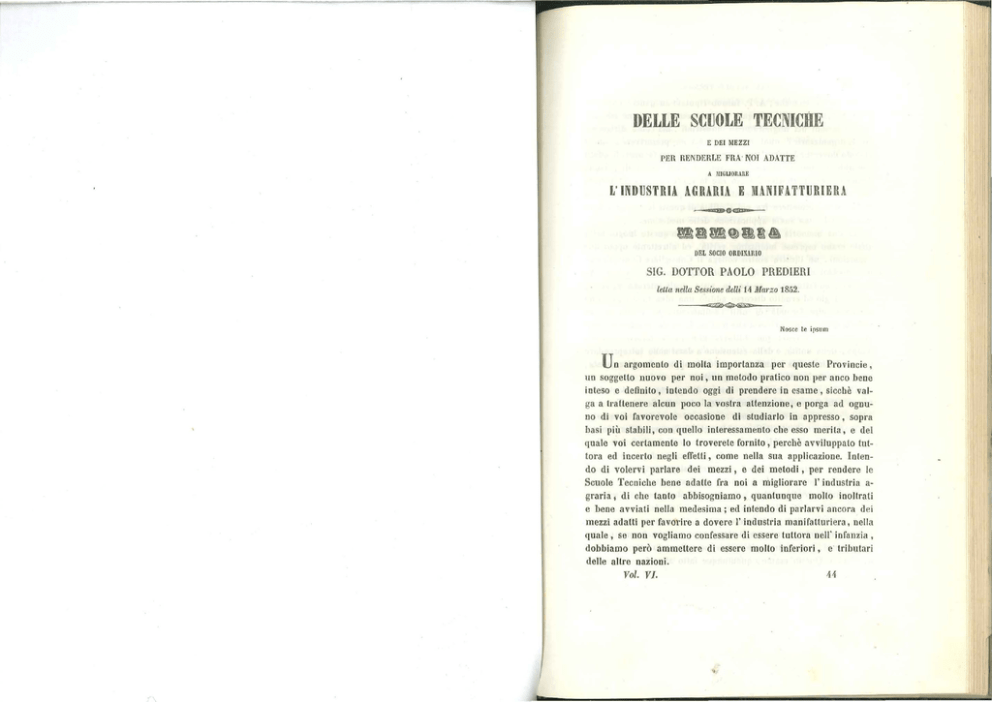 DELLE SCUOLE TECNICHE
E DEI MEZZI
PER RENDERLE FRA NOI ADATTE
A MIGLIORARE
L'INDUSTRIA AGRARIA E MANIFATTURIERA
MEMORIA
DEL SOCIO ORDINARIO
SIG. DOTTOR PAOLO PREDIERI
letta nella Sessione delli 14 Marzo 1852.
Nosce te ipsum
Un argomento di molta importanza per queste Provincie,
un soggetto nuovo per noi, un metodo pratico non per anco bene
inteso e definito, intendo oggi di prendere in esame, sicchè val-
ga a trattenere alcun poco la vostra attenzione, e porga ad ognu-
no di voi favorevole occasione di studiarlo in appresso, sopra
basi più stabili, con quello interessamento che esso merita, e del
quale voi certamente lo troverete fornito, perchè avviluppato tut-
tora ed incerto negli effetti, come nella sua applicazione. Inten-
do di volervi parlare dei mezzi, e dei metodi, per rendere le
Scuole Tecniche bene adatte fra noi a migliorare l'industria a-
graria, di che tanto abbisogniamo, quantunque molto inoltrati
e bene avviati nella medesima; ed intendo di parlarvi ancora dei
mezzi adatti per favorire a dovere l'industria manifatturiera, nella
quale, se non vogliamo confessare di essere tuttora nell'infanzia,
dobbiamo però ammettere di essere molto inferiori, e tributari
delle altre nazioni.
Vol. VI. 44